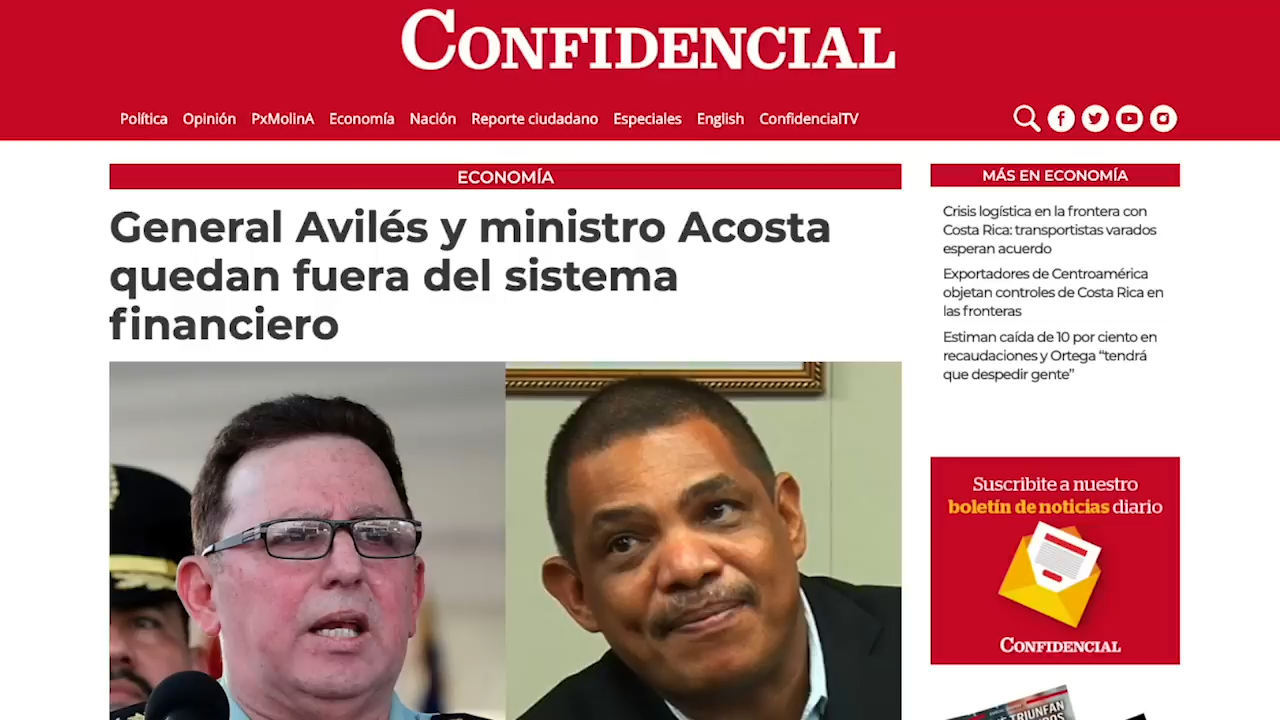 CONFIDENCIAL
Política Opinión PxMolinA Economía Nación Reporte ciudadano Especiales English ConfidencialTV
ECONOMÍA
General Avilés y ministro Acosta
quedan fuera del sistema
financiero
MÁS EN ECONOMÍA
Crisis logística en la frontera con
Costa Rica: transportistas varados
esperan acuerdo
Exportadores de Centroamérica
objetan controles de Costa Rica en
las fronteras
Estiman caída de 10 por ciento en
recaudaciones y Ortega “tendrá
que despedir gente”
Suscribite a nuestro
boletín de noticias diario
CONFIDENCIAL
TRIUNFAN